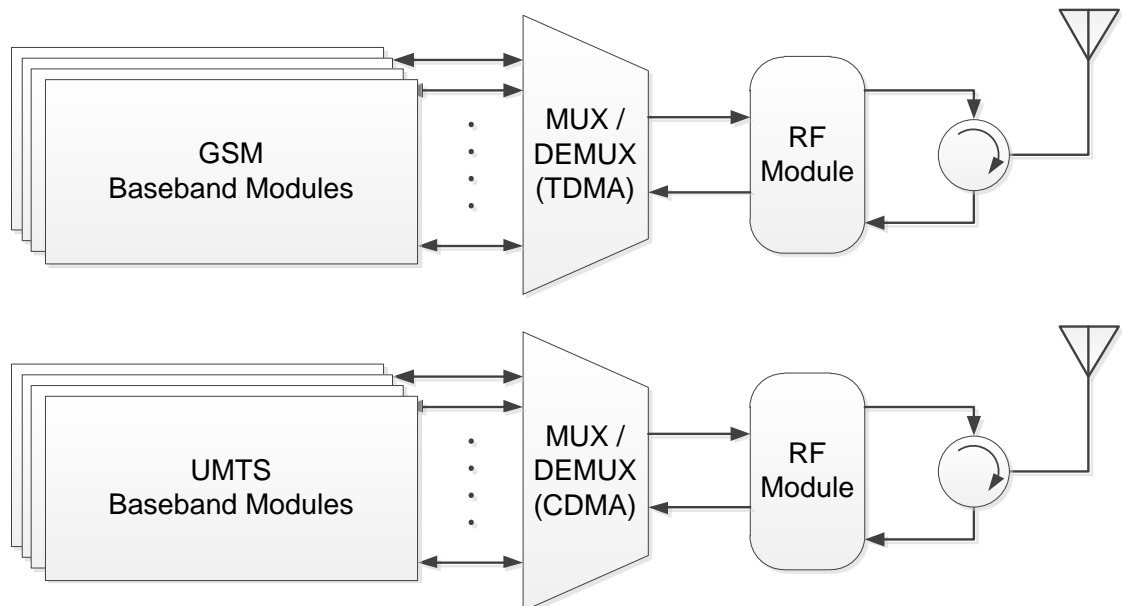 GSM
Baseband Modules
MUX /
DEMUX
(TDMA)
RF
Module
UMTS
Baseband Modules
MUX /
DEMUX
(CDMA)
RF
Module